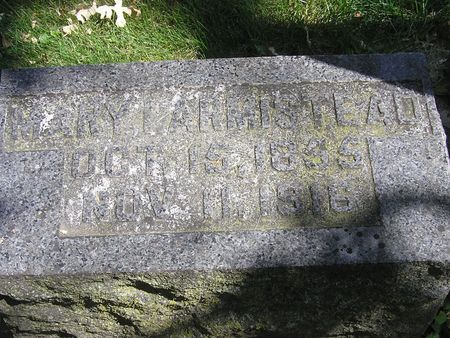 MARY. ARMISTEAD
OCT. 15, 1835
NOV. 11, 1916